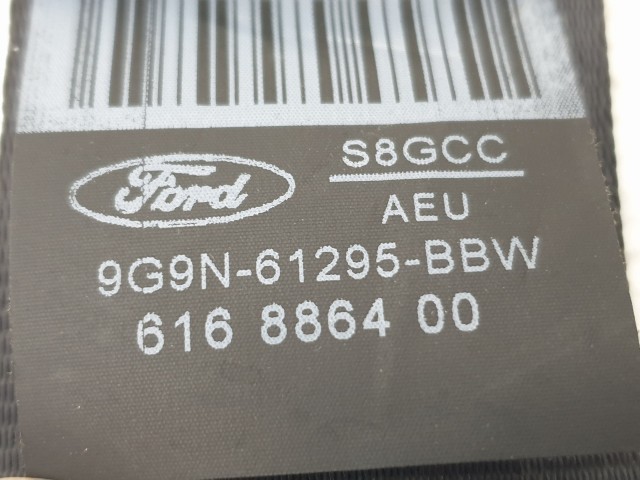 Ford
S8GCC
AEU
9G9N-61295-BBW
616 8864 00